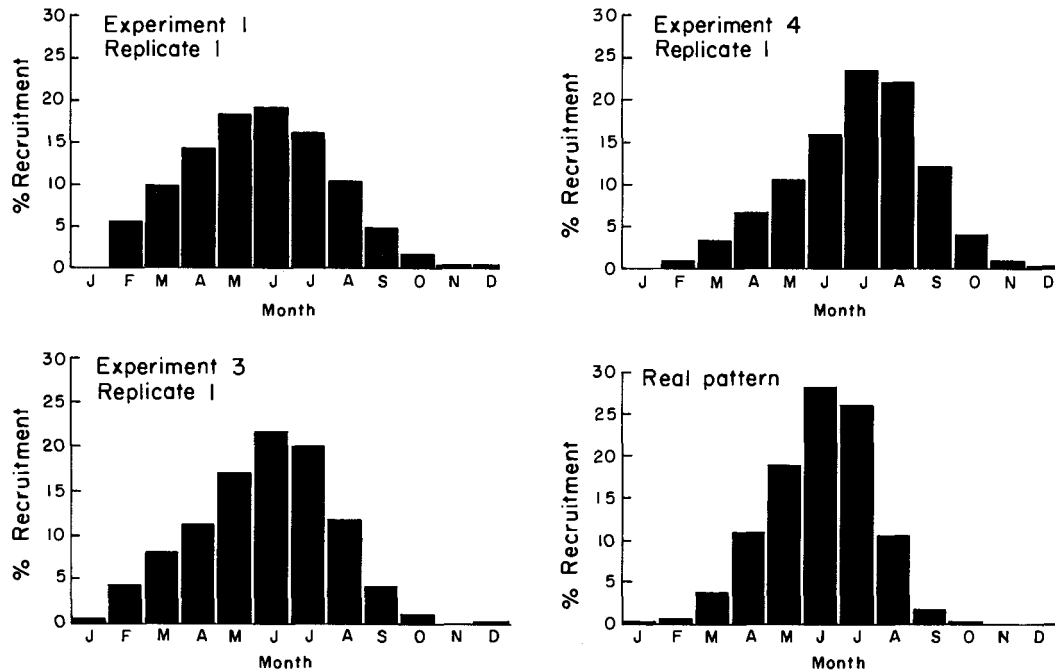 Experiment 1
Replicate 1
% Recruitment
30
25
20
15
10
5
0
J F M A M J J A S O N D
Month
Experiment 4
Replicate 1
% Recruitment
30
25
20
15
10
5
0
J F M A M J J A S O N D
Month
Experiment 3
Replicate 1
% Recruitment
30
25
20
15
10
5
0
J F M A M J J A S O N D
Month
Real pattern
% Recruitment
30
25
20
15
10
5
0
J F M A M J J A S O N D
Month